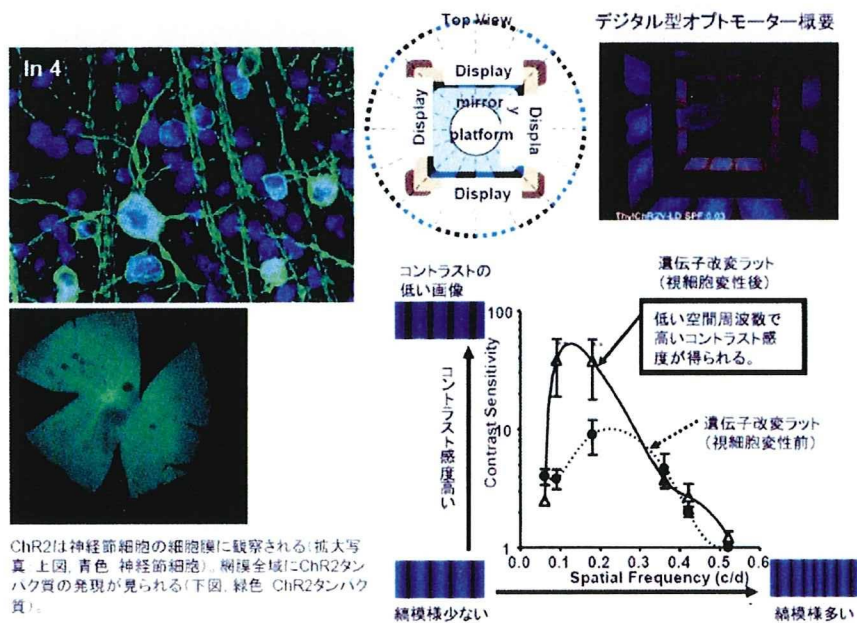 In 4
Top View
Display
mirror
y
Display
Displa
platform
Display
デジタル型オプトモーター概要
Thy1ChR2V-LD SPF 0.03
ChR2は神経節細胞の細胞膜に観察される(拡大写
真 上図, 青色 神経節細胞)。網膜全域にChR2タン
パク質の発現が見られる(下図, 緑色 ChR2タンパク
質)。
コントラストの
低い画像
コントラスト感度高い
縞模様少ない
縞模様多い
遺伝子改変ラット
(視細胞変性後)
低い空間周波数で
高いコントラスト感
度が得られる。
遺伝子改変ラット
(視細胞変性前)
Contrast Sensitivity
100
10
1
0.0 0.1 0.2 0.3 0.4 0.5 0.6
Spatial Frequency (c/d)